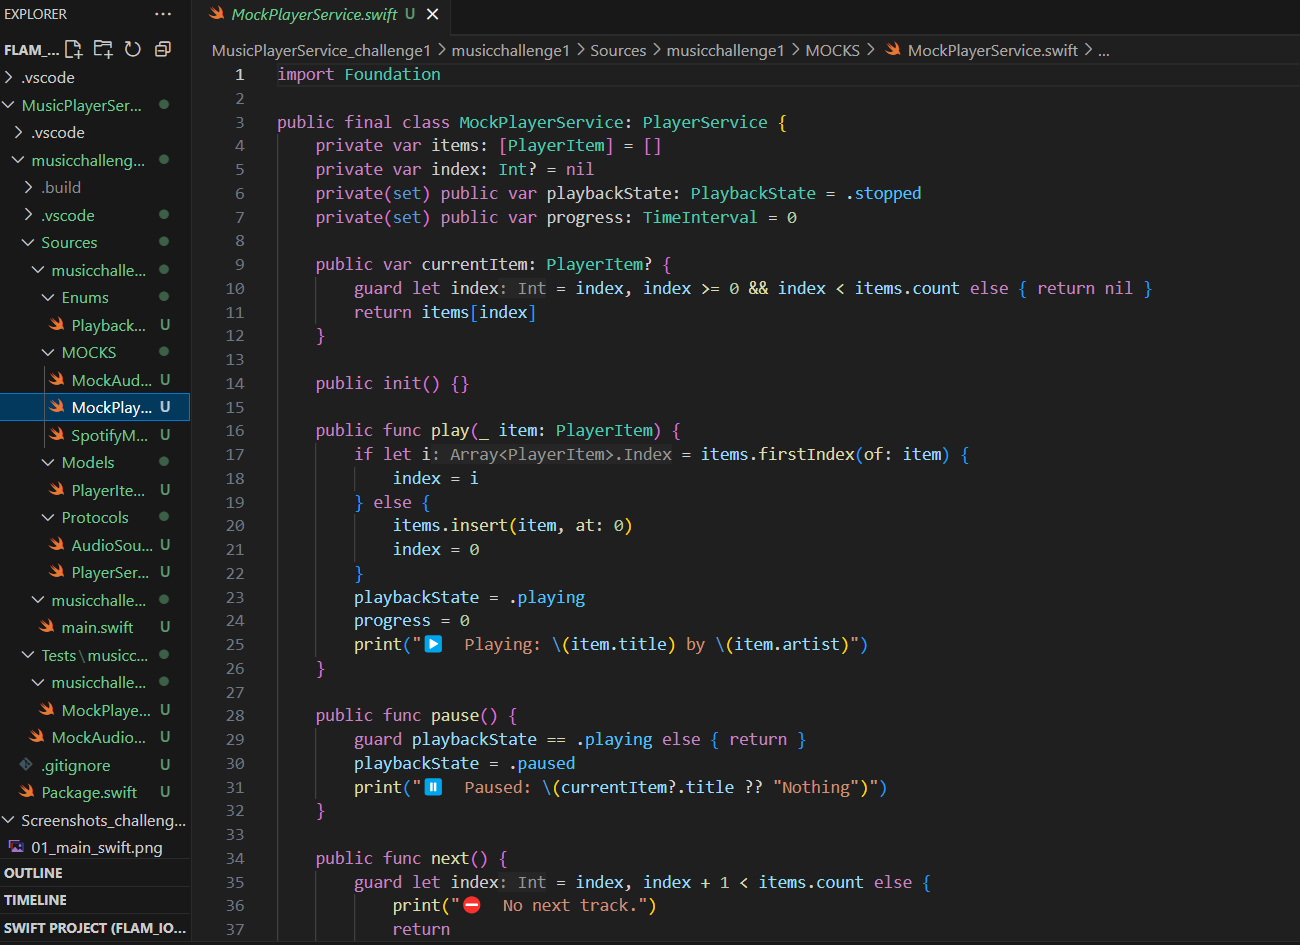 EXPLORER
FLAM_...
.vscode
MusicPlayerSer...
.vscode
musicchalleng...
.build
.vscode
Sources
musicchalle...
Enums
Playback... U
MOCKS
MockAud... U
MockPlay... U
SpotifyM... U
Models
PlayerIte... U
Protocols
AudioSou... U
PlayerSer... U
musicchalle...
main.swift U
Tests\musicc...
musicchalle...
MockPlaye... U
MockAudio... U
.gitignore U
Package.swift U
Screenshots_challeng...
01_main_swift.png
OUTLINE
TIMELINE
SWIFT PROJECT (FLAM_IO...
MockPlayerService.swift U
MusicPlayerService_challenge1 > musicchallenge1 > Sources > musicchallenge1 > MOCKS > MockPlayerService.swift > ...
1 import Foundation
2
3 public final class MockPlayerService: PlayerService {
4 private var items: [PlayerItem] = []
5 private var index: Int? = nil
6 private(set) public var playbackState: PlaybackState = .stopped
7 private(set) public var progress: TimeInterval = 0
8
9 public var currentItem: PlayerItem? {
10 guard let index: Int = index, index >= 0 && index < items.count else { return nil }
11 return items[index]
12 }
13
14 public init() {}
15
16 public func play(_ item: PlayerItem) {
17 if let i: Array<PlayerItem>.Index = items.firstIndex(of: item) {
18 index = i
19 } else {
20 items.insert(item, at: 0)
21 index = 0
22 }
23 playbackState = .playing
24 progress = 0
25 print("▶️ Playing: \(item.title) by \(item.artist)")
26 }
27
28 public func pause() {
29 guard playbackState == .playing else { return }
30 playbackState = .paused
31 print("⏸️ Paused: \(currentItem?.title ?? "Nothing")")
32 }
33
34 public func next() {
35 guard let index: Int = index, index + 1 < items.count else {
36 print("⛔ No next track.")
37 return